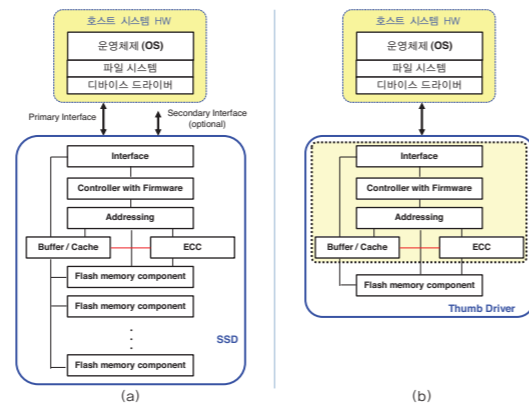 호스트 시스템 HW
운영체제 (OS)
파일 시스템
디바이스 드라이버
Primary Interface
Secondary Interface
(optional)
Interface
Controller with Firmware
Addressing
Buffer / Cache
ECC
Flash memory component
Flash memory component
Flash memory component
SSD
(a)
호스트 시스템 HW
운영체제 (OS)
파일 시스템
디바이스 드라이버
Interface
Controller with Firmware
Addressing
Buffer / Cache
ECC
Flash memory component
Thumb Driver
(b)